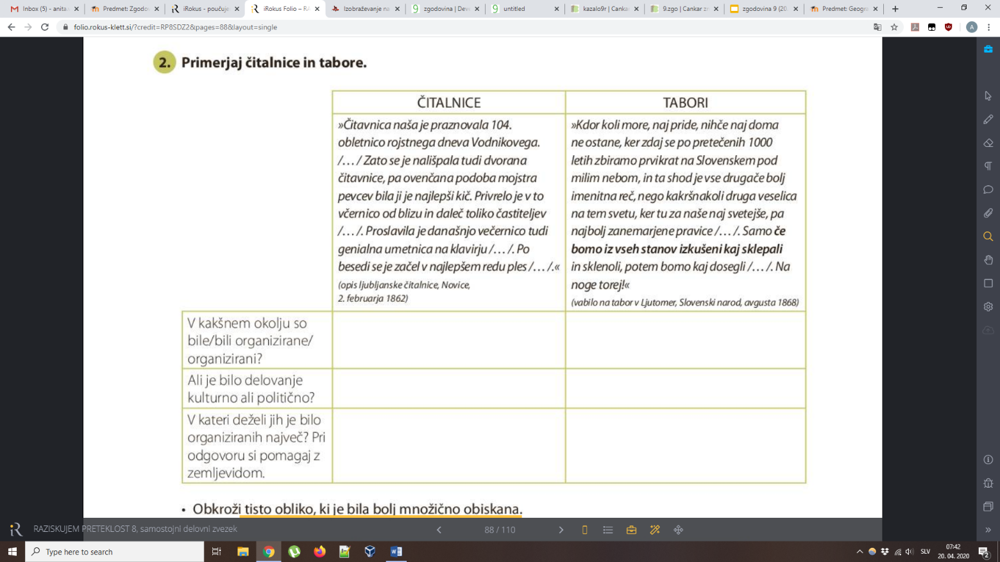 Inbox (5) - anita.s
Predmet: Zgodov
iRokus - poučuje
iRokus Folio – RA
Izobraževanje na
zgodovina | Dev
untitled
kazalo9r | Canka
9.zgo | Cankar zn
zgodovina 9 (20.
Predmet: Geogra
folio.rokus-klett.si/?credit=RP8SDZ2&pages=88&layout=single
A
2. Primerjaj čitalnice in tabore.
ČITALNICE
»Čitavnica naša je praznovala 104.
obletnico rojstnega dneva Vodnikovega.
/… / Zato se je nališpala tudi dvorana
čitavnice, pa ovenčana podoba mojstra
pevcev bila ji je najlepši kič. Privrelo je v to
včernico od blizu in daleč toliko častiteljev
/… /. Proslavila je današnjo večernico tudi
genialna umetnica na klavirju /… /. Po
besedi se je začel v najlepšem redu ples /… /.«
(opis ljubljanske čitalnice, Novice,
2. februarja 1862)
TABORI
»Kdor koli more, naj pride, nihče naj doma
ne ostane, ker zdaj se po pretečenih 1000
letih zbiramo prvikrat na Slovenskem pod
milim nebom, in ta shod je vse drugače bolj
imenitna reč, nego kakršnakoli druga veselica
na tem svetu, ker tu za naše naj svetejše, pa
najbolj zanemarjene pravice /… /. Samo če
bomo iz vseh stanov izkušeni kaj sklepali
in sklenoli, potem bomo kaj dosegli /… /. Na
noge torej!«
(vabilo na tabor v Ljutomer, Slovenski narod, avgusta 1868)
V kakšnem okolju so
bile/bili organizirane/
organizirani?
Ali je bilo delovanje
kulturno ali politično?
V kateri deželi jih je bilo
organiziranih največ? Pri
odgovoru si pomagaj z
zemljevidom.
• Obkroži tisto obliko, ki je bila bolj množično obiskana.
iR RAZISKUJEM PRETEKLOST 8, samostojni delovni zvezek
88 / 110
Type here to search
SLV
07:42
20. 04. 2020
2